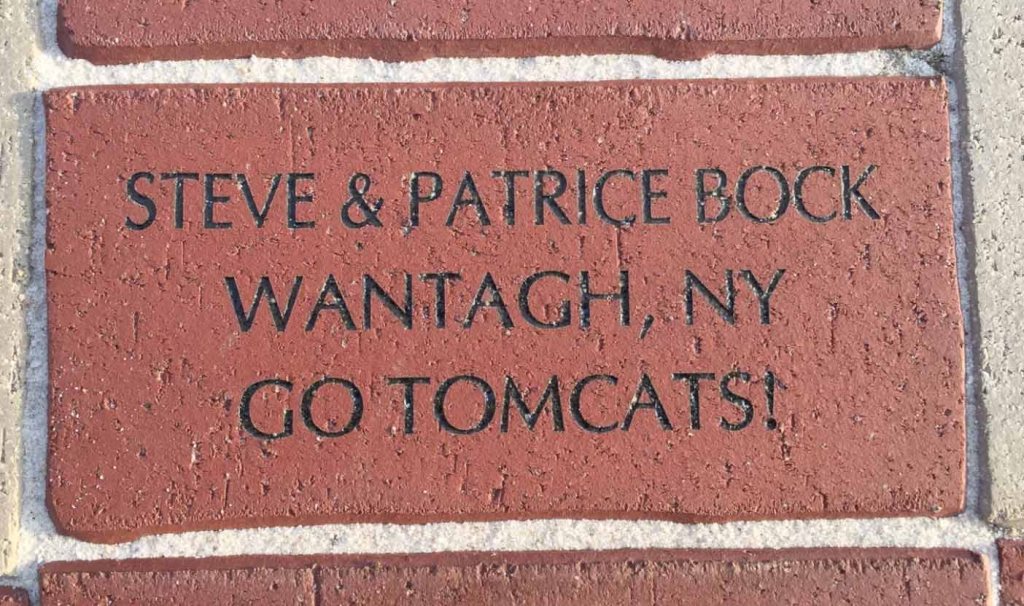 STEVE & PATRICE BOCK
WANTAGH, NY
GO TOMCATS!